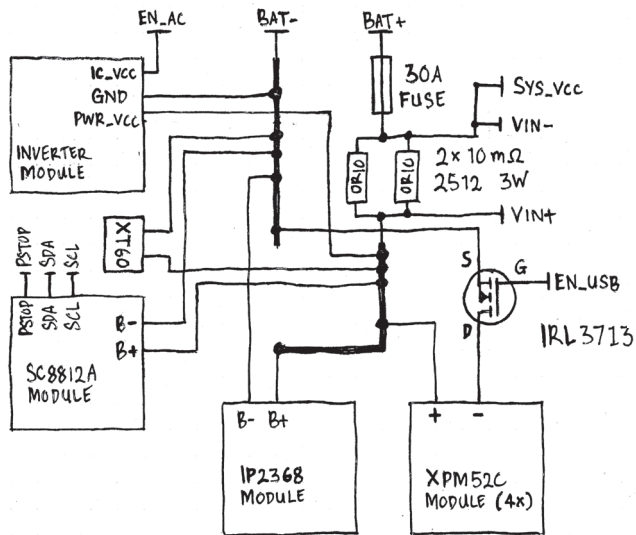 EN_AC
BAT-
BAT+
IC_VCC
GND
PWR_VCC
INVERTER
MODULE
30A
FUSE
SYS_VCC
VIN-
0R10
0R10
2x 10mΩ
2512 3W
VIN+
XT60
PSTOP
SDA
SCL
PSTOP
SDA
SCL
B-
B+
SC8812A
MODULE
S
G
D
EN_USB
IRL3713
B- B+
IP2368
MODULE
+ -
XPM52C
MODULE (4x)